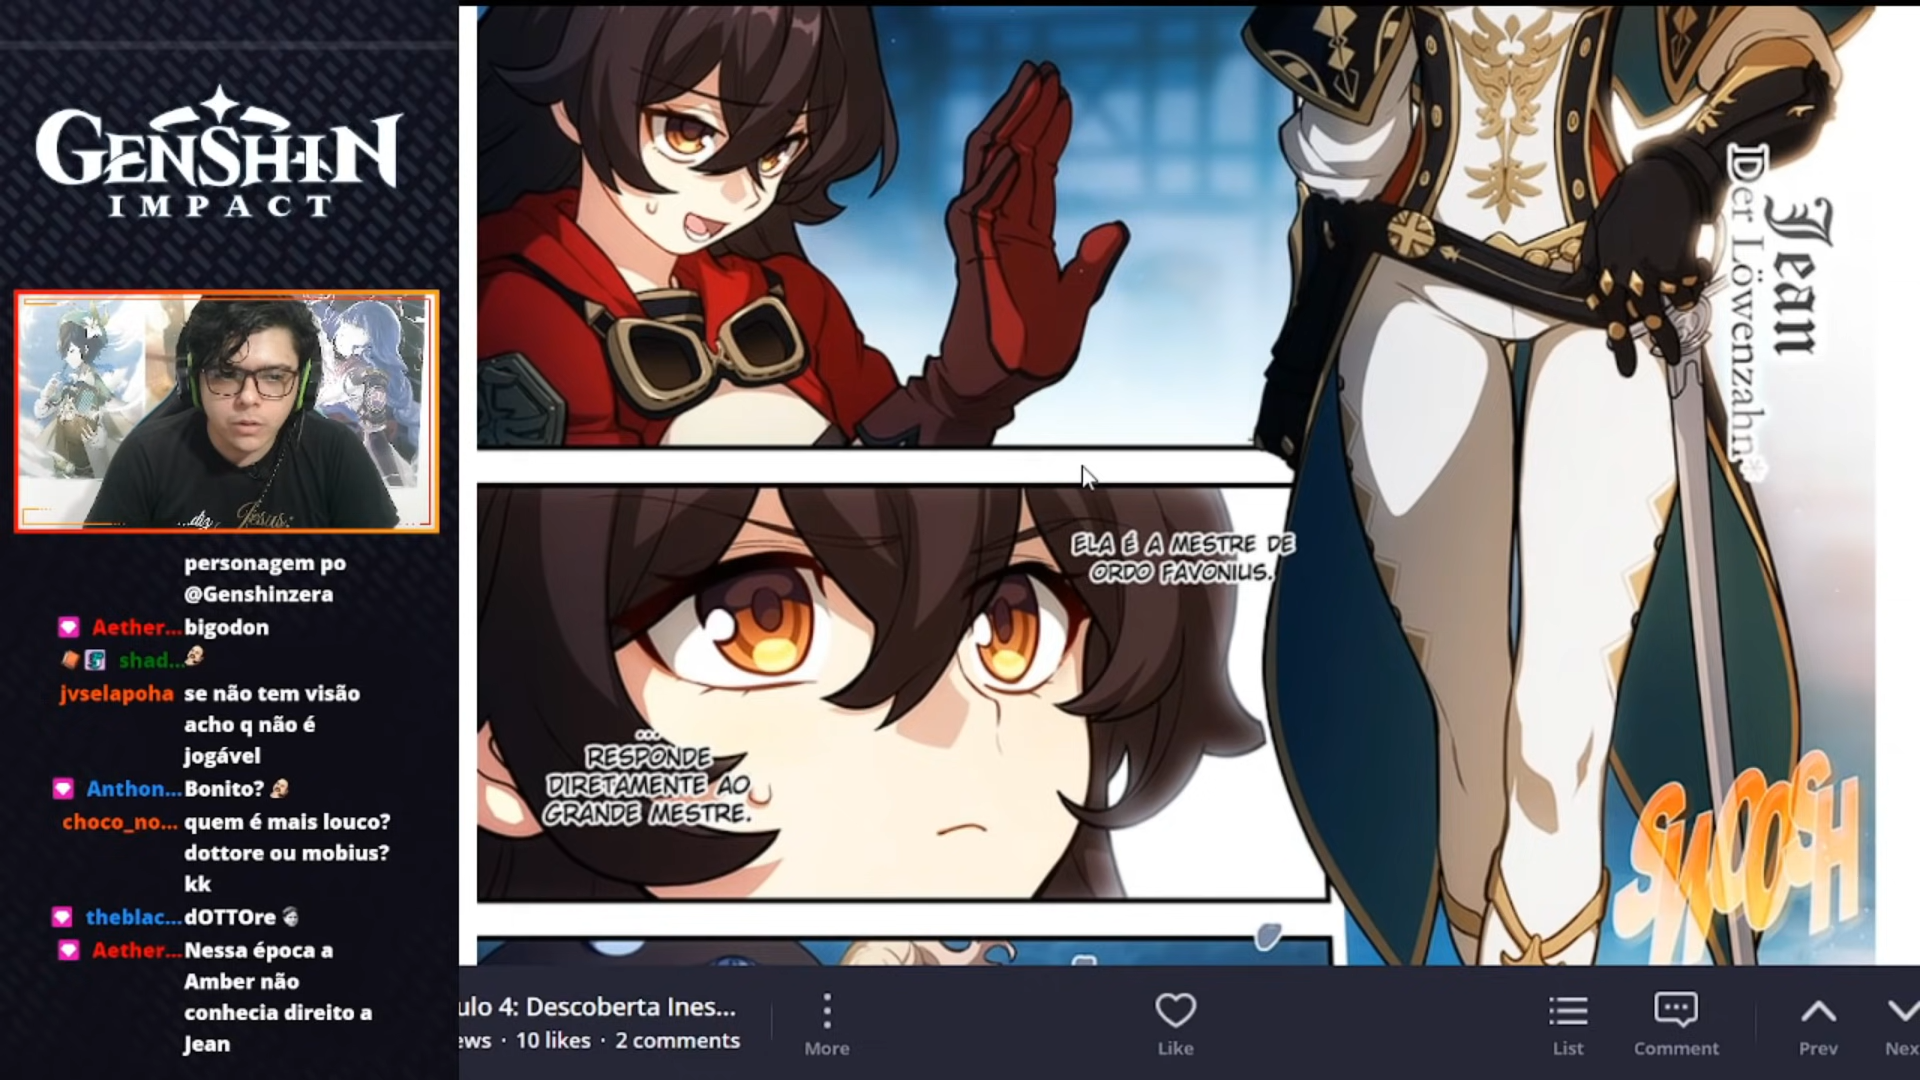 GENSHIN
IMPACT
...diz
Jesus:
personagem po
@Genshinzera
Aether... bigodon
shad...
jvselapoha se não tem visão
acho q não é
jogável
Anthon... Bonito?
choco_no... quem é mais louco?
dottore ou mobius?
kk
theblac... dOTTOre
Aether... Nessa época a
Amber não
conhecia direito a
Jean
Jean
Der Löwenzahn*
ELA É A MESTRE DE
ORDO FAVONIUS.
...
RESPONDE
DIRETAMENTE AO
GRANDE MESTRE.
SWOOSH
ulo 4: Descoberta Ines...
ews · 10 likes · 2 comments
More
Like
List
Comment
Prev
Nex